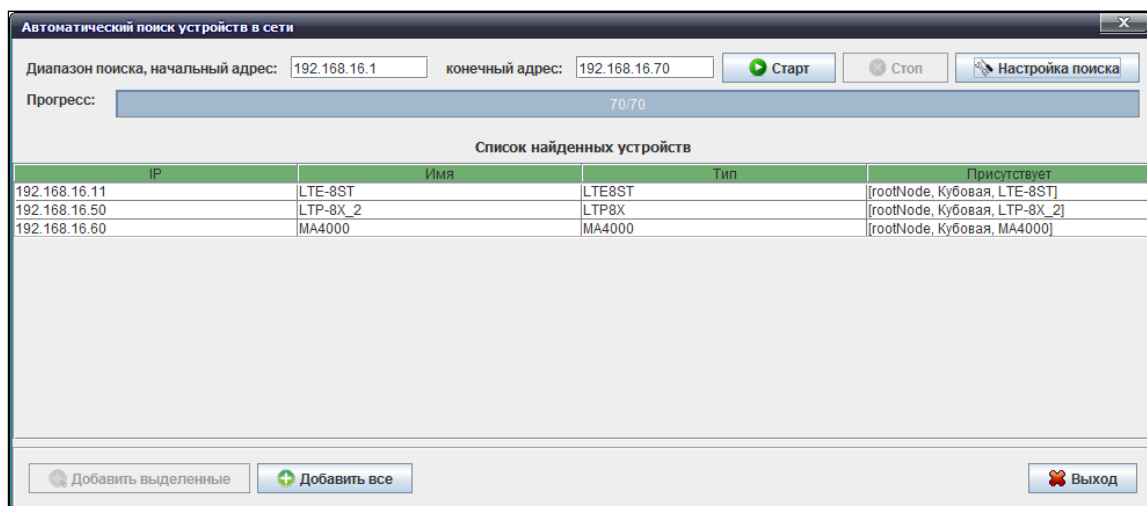 Автоматический поиск устройств в сети
Диапазон поиска, начальный адрес: 192.168.16.1 конечный адрес: 192.168.16.70 Старт Стоп Настройка поиска
Прогресс: 70/70
Список найденных устройств
IP Имя Тип Присутствует
192.168.16.11 LTE-8ST LTE8ST [rootNode, Кубовая, LTE-8ST]
192.168.16.50 LTP-8X_2 LTP8X [rootNode, Кубовая, LTP-8X_2]
192.168.16.60 MA4000 MA4000 [rootNode, Кубовая, MA4000]
Добавить выделенные Добавить все Выход